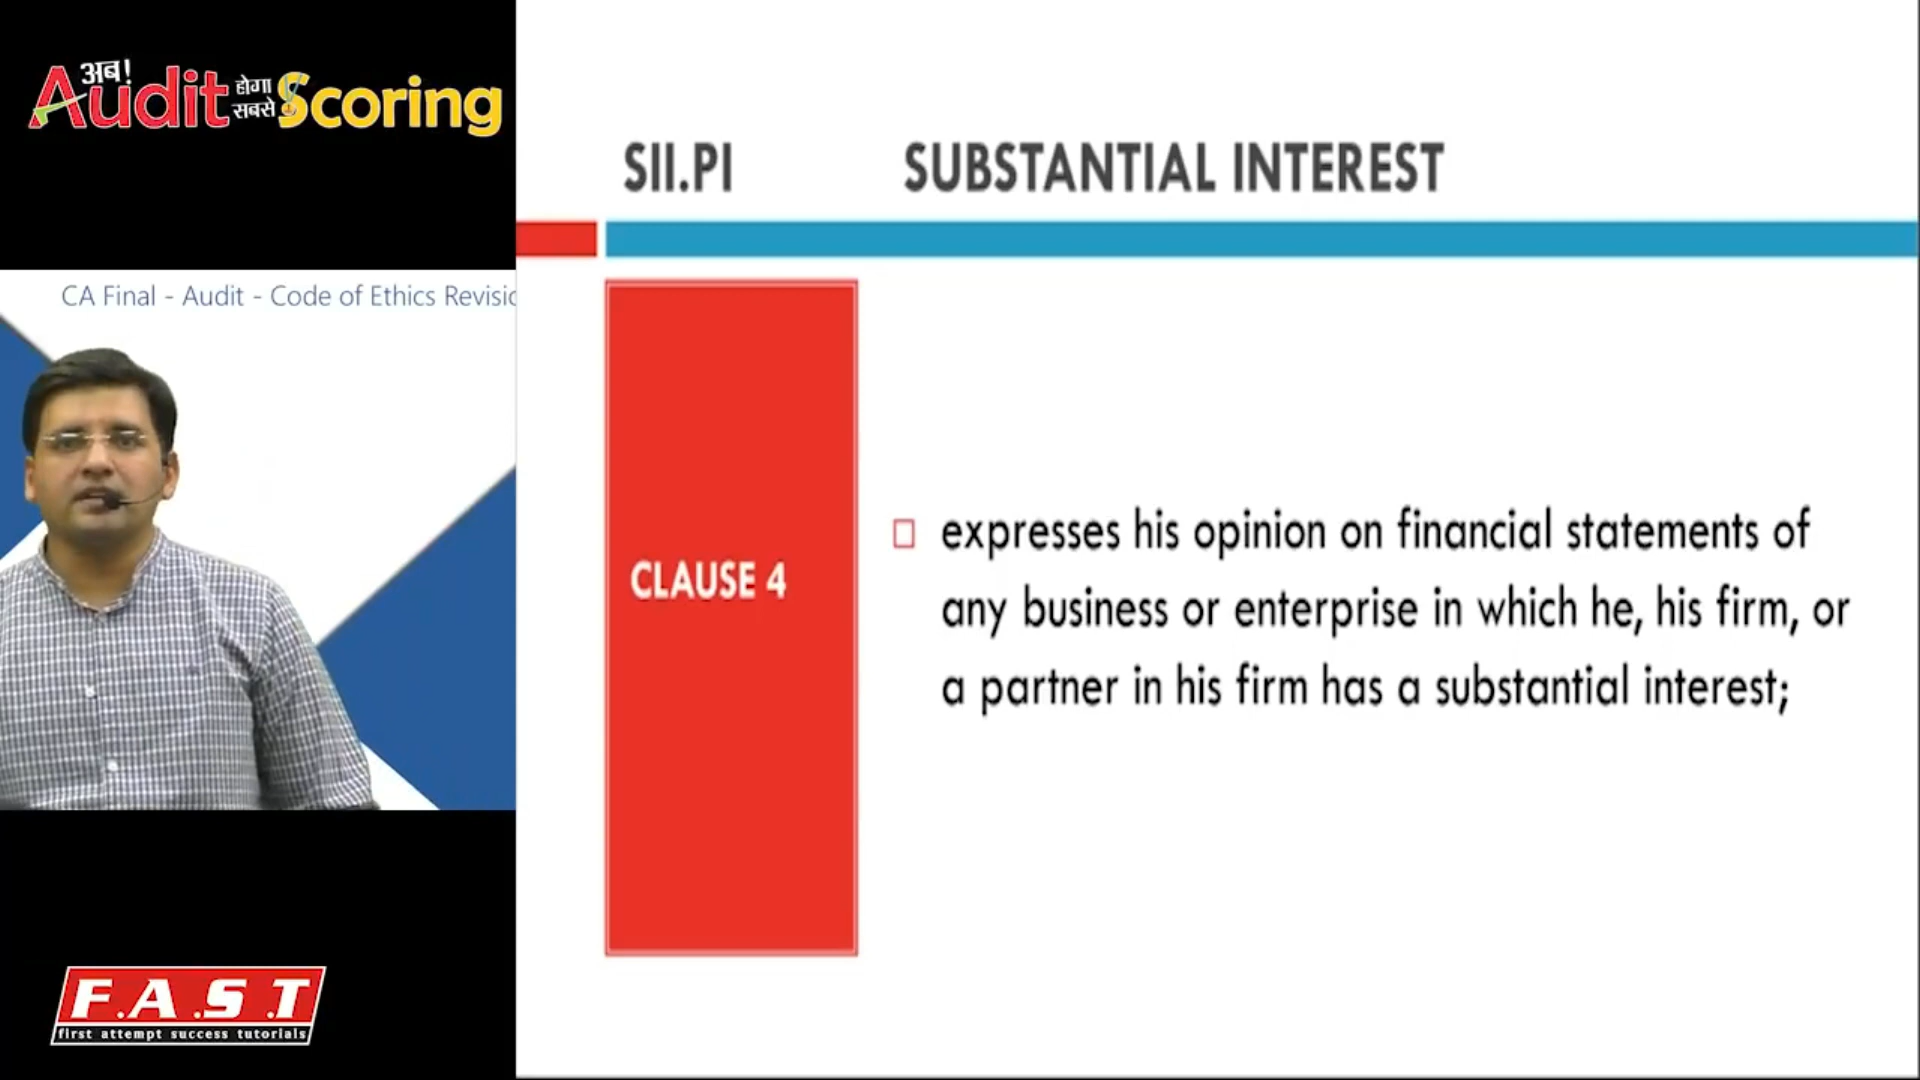 अब!
Audit होगा सबसे Scoring
CA Final - Audit - Code of Ethics Revisic
F.A.S.T
first attempt success tutorials
SII.PI SUBSTANTIAL INTEREST
CLAUSE 4
expresses his opinion on financial statements of
any business or enterprise in which he, his firm, or
a partner in his firm has a substantial interest;